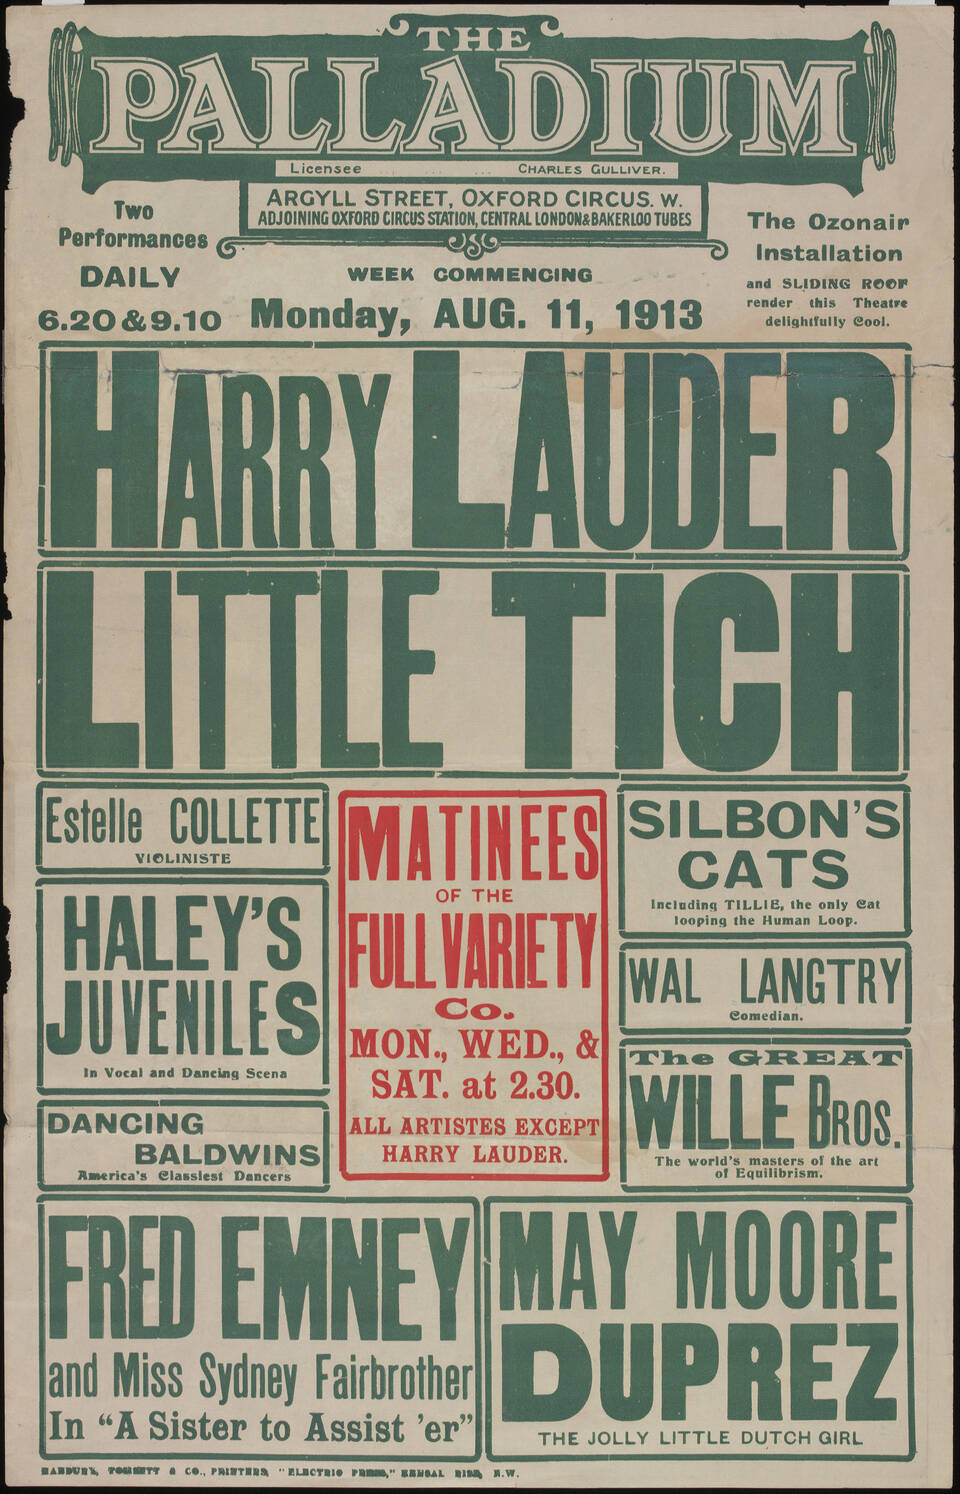 THE
PALLADIUM
Licensee ... ... ... CHARLES GULLIVER.
ARGYLL STREET, OXFORD CIRCUS. W.
ADJOINING OXFORD CIRCUS STATION, CENTRAL LONDON & BAKERLOO TUBES
Two
Performances
DAILY
6.20 & 9.10
WEEK COMMENCING
Monday, AUG. 11, 1913
The Ozonair
Installation
and SLIDING ROOF
render this Theatre
delightfully Cool.
HARRY LAUDER
LITTLE TICH
Estelle COLLETTE
VIOLINISTE
HALEY'S
JUVENILES
In Vocal and Dancing Scena
DANCING
BALDWINS
America's Classiest Dancers
MATINEES
OF THE
FULL VARIETY
Co.
MON., WED., &
SAT. at 2.30.
ALL ARTISTES EXCEPT
HARRY LAUDER.
SILBON'S
CATS
Including TILLIE, the only Cat
looping the Human Loop.
WAL LANGTRY
Comedian.
The GREAT
WILLE BROS.
The world's masters of the art
of Equilibrism.
FRED EMNEY
and Miss Sydney Fairbrother
In "A Sister to Assist 'er"
MAY MOORE
DUPREZ
THE JOLLY LITTLE DUTCH GIRL
& CO., PRINTERS, "ELECTRIC PRESS," KENSAL RISE, N.W.